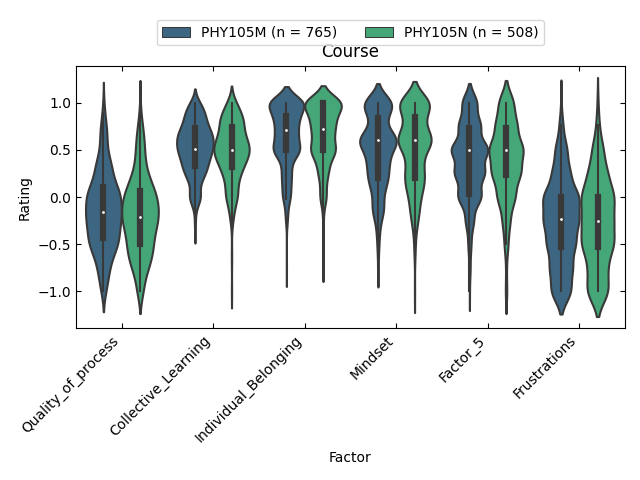 PHY105M (n = 765) PHY105N (n = 508)
Course
1.0
0.5
0.0
−0.5
−1.0
Rating
Quality_of_process
Collective_Learning
Individual_Belonging
Mindset
Factor_5
Frustrations
Factor